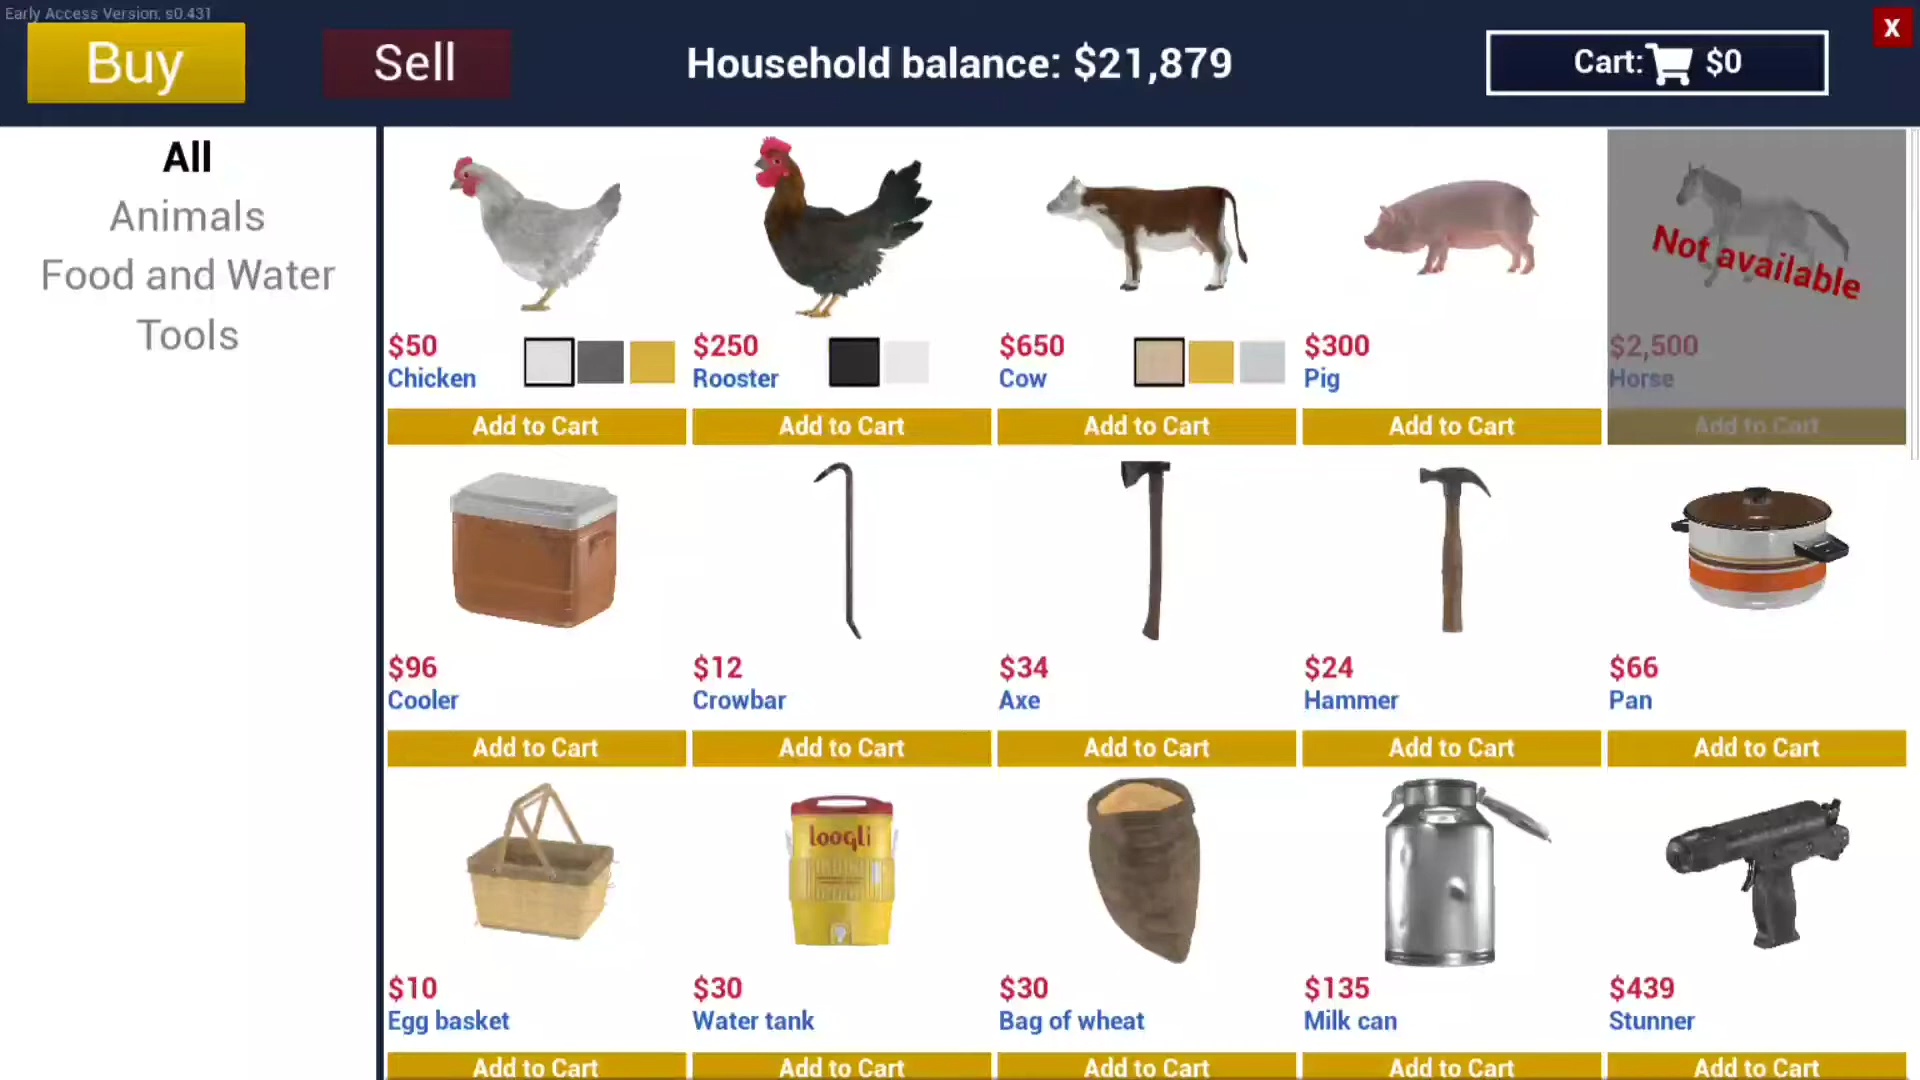 Early Access Version: s0.431
Buy
Sell
Household balance: $21,879
Cart: $0
X
All
Animals
Food and Water
Tools
$50
Chicken
Add to Cart
$250
Rooster
Add to Cart
$650
Cow
Add to Cart
$300
Pig
Add to Cart
Not available
$2,500
Horse
Add to Cart
$96
Cooler
Add to Cart
$12
Crowbar
Add to Cart
$34
Axe
Add to Cart
$24
Hammer
Add to Cart
$66
Pan
Add to Cart
$10
Egg basket
Add to Cart
loogli
$30
Water tank
Add to Cart
$30
Bag of wheat
Add to Cart
$135
Milk can
Add to Cart
$439
Stunner
Add to Cart